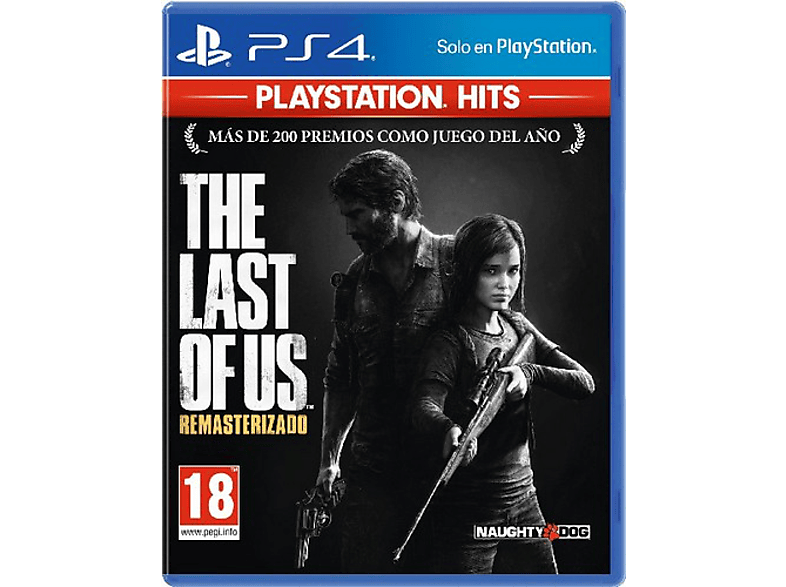 PS4
Solo en PlayStation®
PLAYSTATION® HITS
MÁS DE 200 PREMIOS COMO JUEGO DEL AÑO
THE
LAST
OF US™
REMASTERIZADO
18
www.pegi.info
NAUGHTY DOG